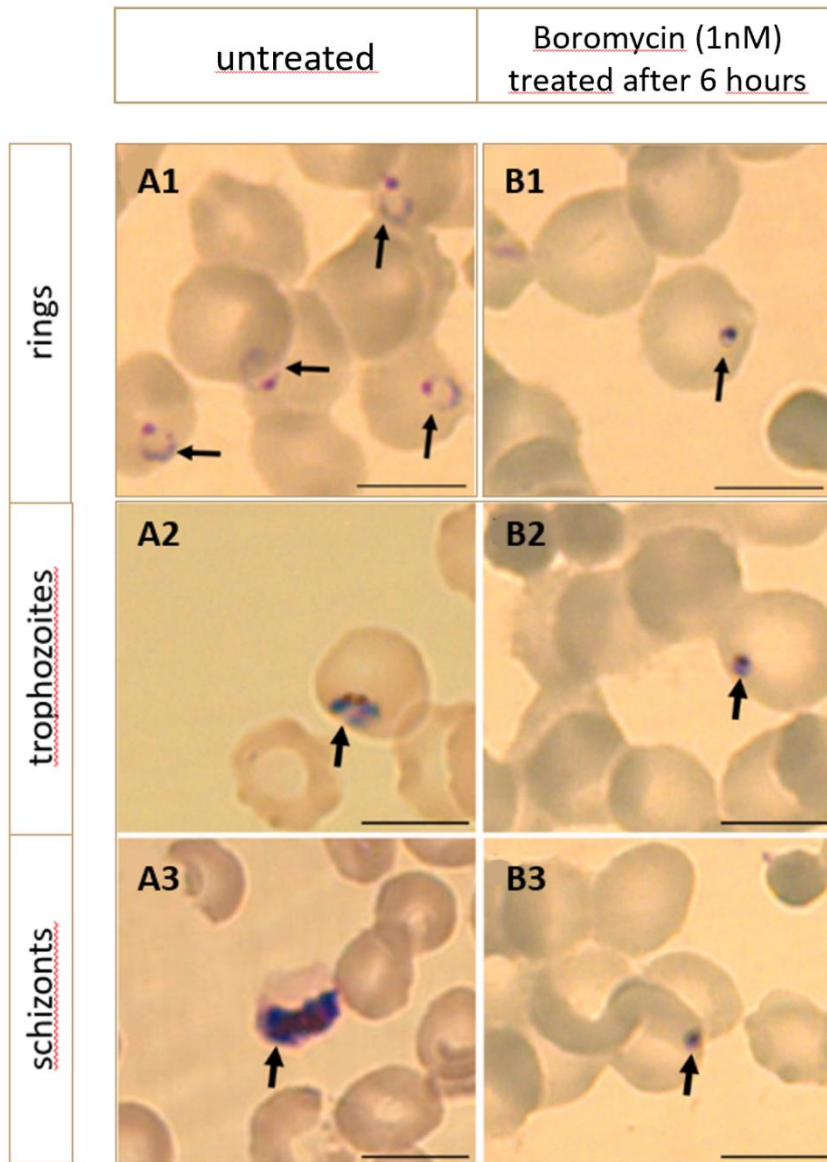 untreated
Boromycin (1nM)
treated after 6 hours
rings
A1
B1
trophozoites
A2
B2
schizonts
A3
B3